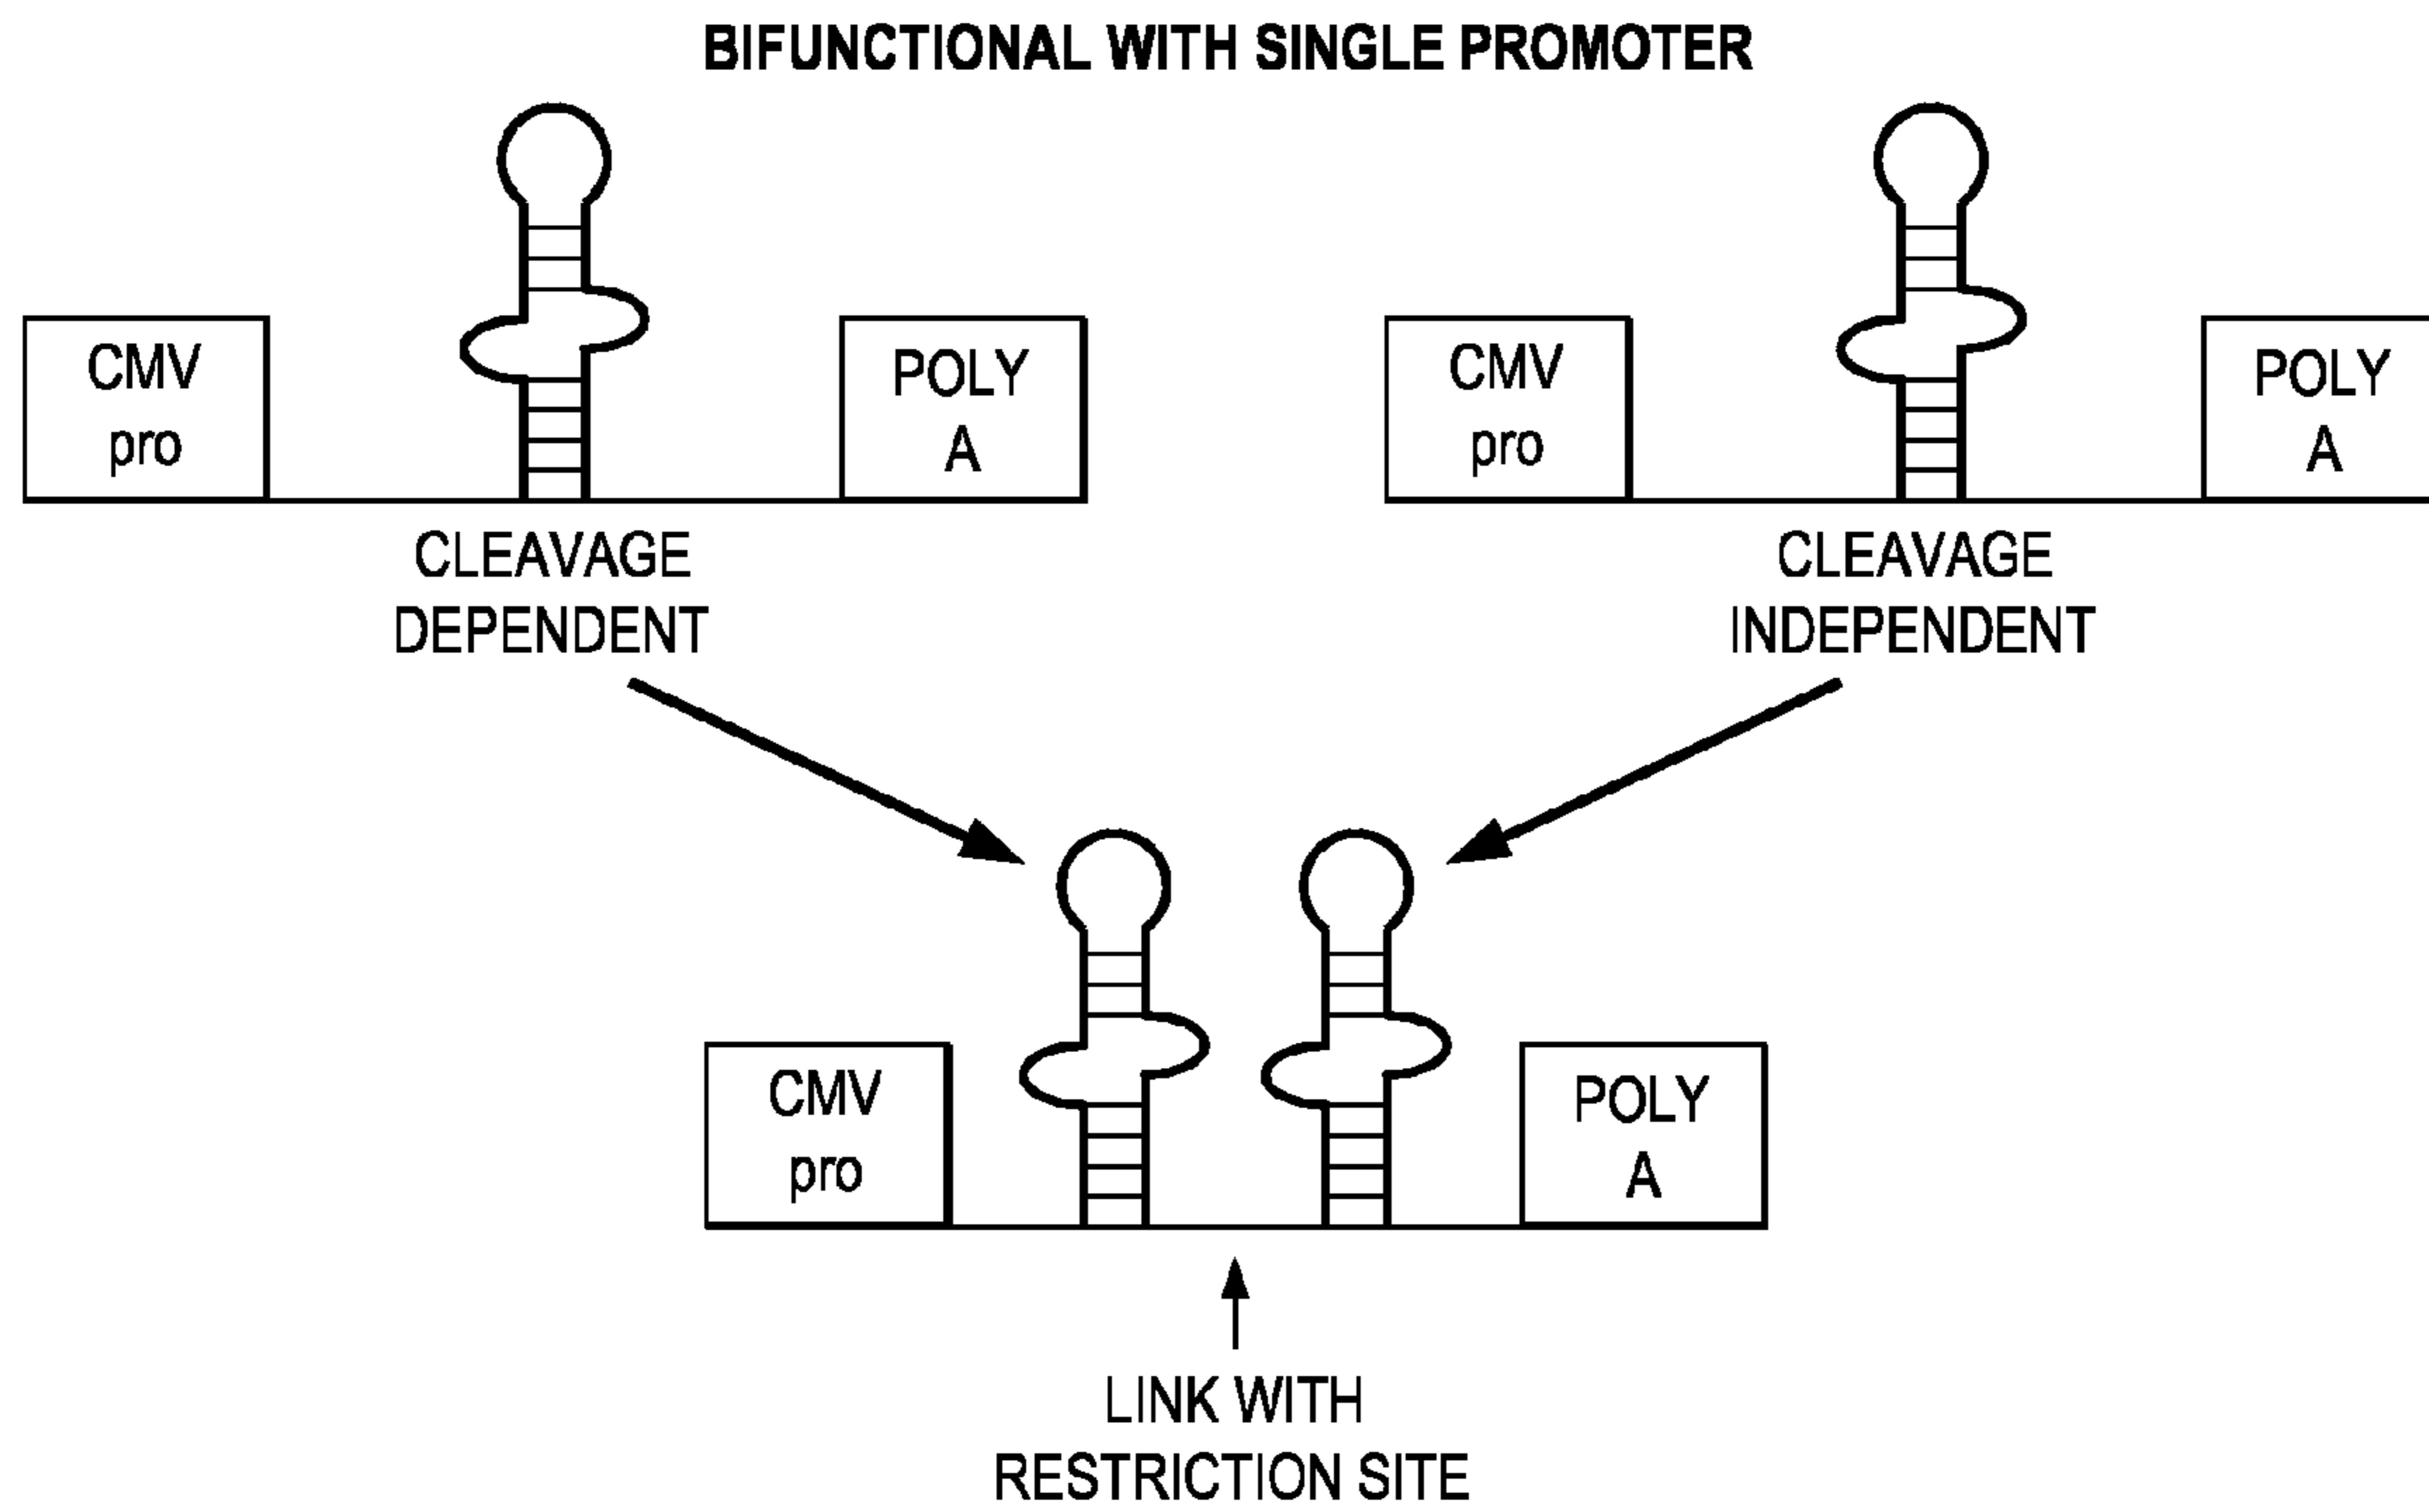 BIFUNCTIONAL WITH SINGLE PROMOTER
CMV
pro
POLY
A
CLEAVAGE
DEPENDENT
CMV
pro
POLY
A
CLEAVAGE
INDEPENDENT
CMV
pro
POLY
A
LINK WITH
RESTRICTION SITE